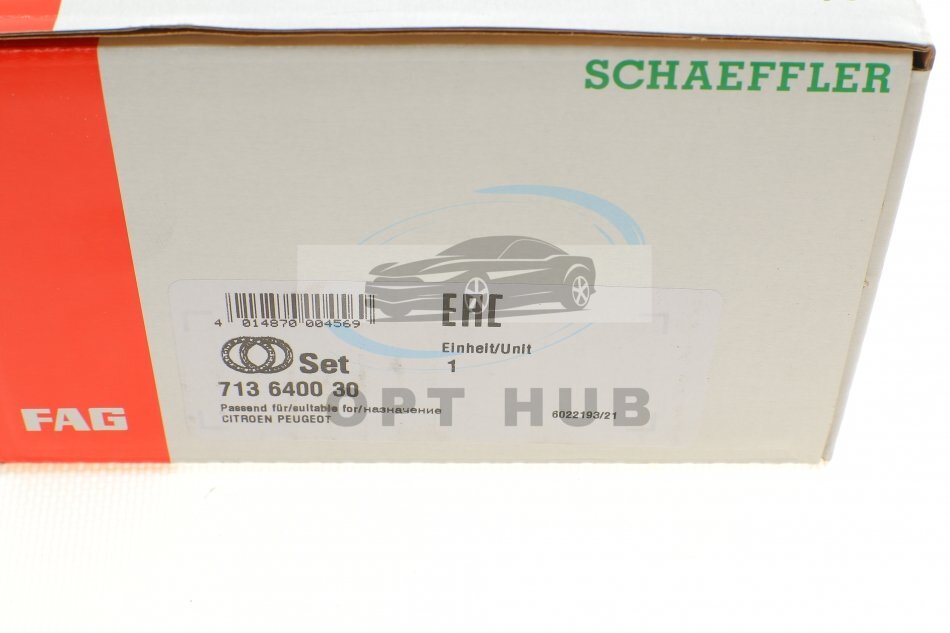 SCHAEFFLER
4 014870 004569
EAC
Einheit/Unit
1
Set
713 6400 30
Passend für/suitable for/назначение
CITROEN PEUGEOT
6022193/21
FAG
OPT HUB